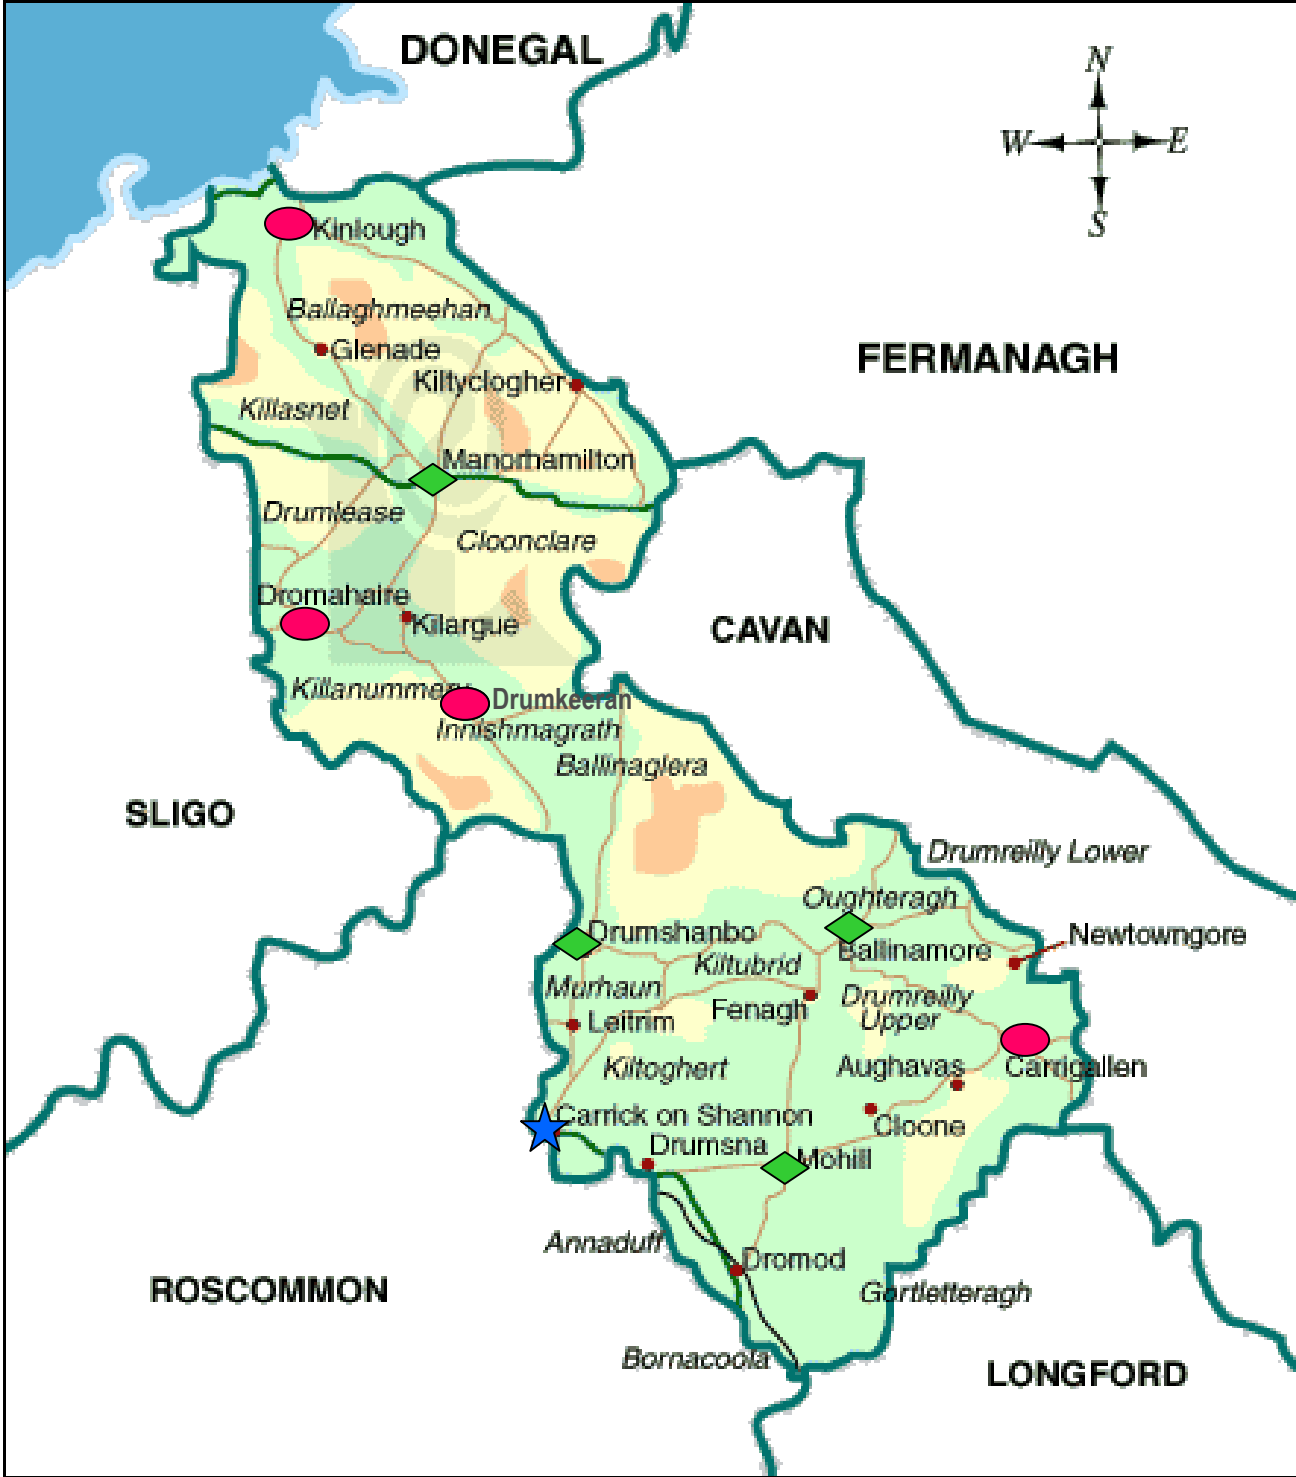 DONEGAL
N
W
E
S
Kinlough
Ballaghmeehan
Glenade
FERMANAGH
Kiltyclogher
Killasnet
Manorhamilton
Drumlease
Cloonclare
Dromahaire
Kilargue
CAVAN
Killanummery
Drumkeeran
Innishmagrath
Ballinaglera
SLIGO
Drumreilly Lower
Oughteragh
Drumshanbo
Newtowngore
Ballinamore
Kiltubrid
Murhaun
Drumreilly
Upper
Fenagh
Leitrim
Kiltoghert
Aughavas
Carrigallen
Carrick on Shannon
Cloone
Drumsna
Mohill
Annaduff
Dromod
ROSCOMMON
Gortletteragh
Bornacoola
LONGFORD